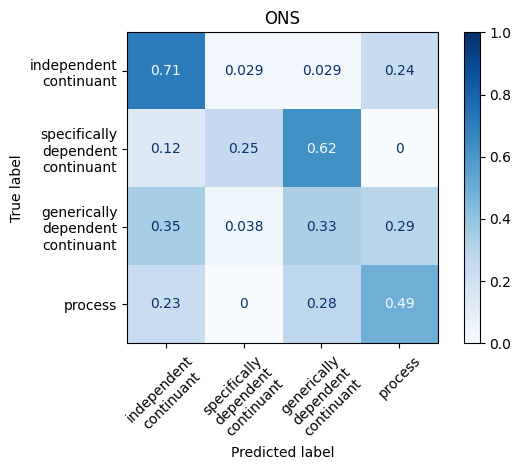 ONS
True label
independent
continuant
0.71 0.029 0.029 0.24
specifically
dependent
continuant
0.12 0.25 0.62 0
generically
dependent
continuant
0.35 0.038 0.33 0.29
process
0.23 0 0.28 0.49
independent
continuant
specifically
dependent
continuant
generically
dependent
continuant
process
Predicted label
1.0
0.8
0.6
0.4
0.2
0.0